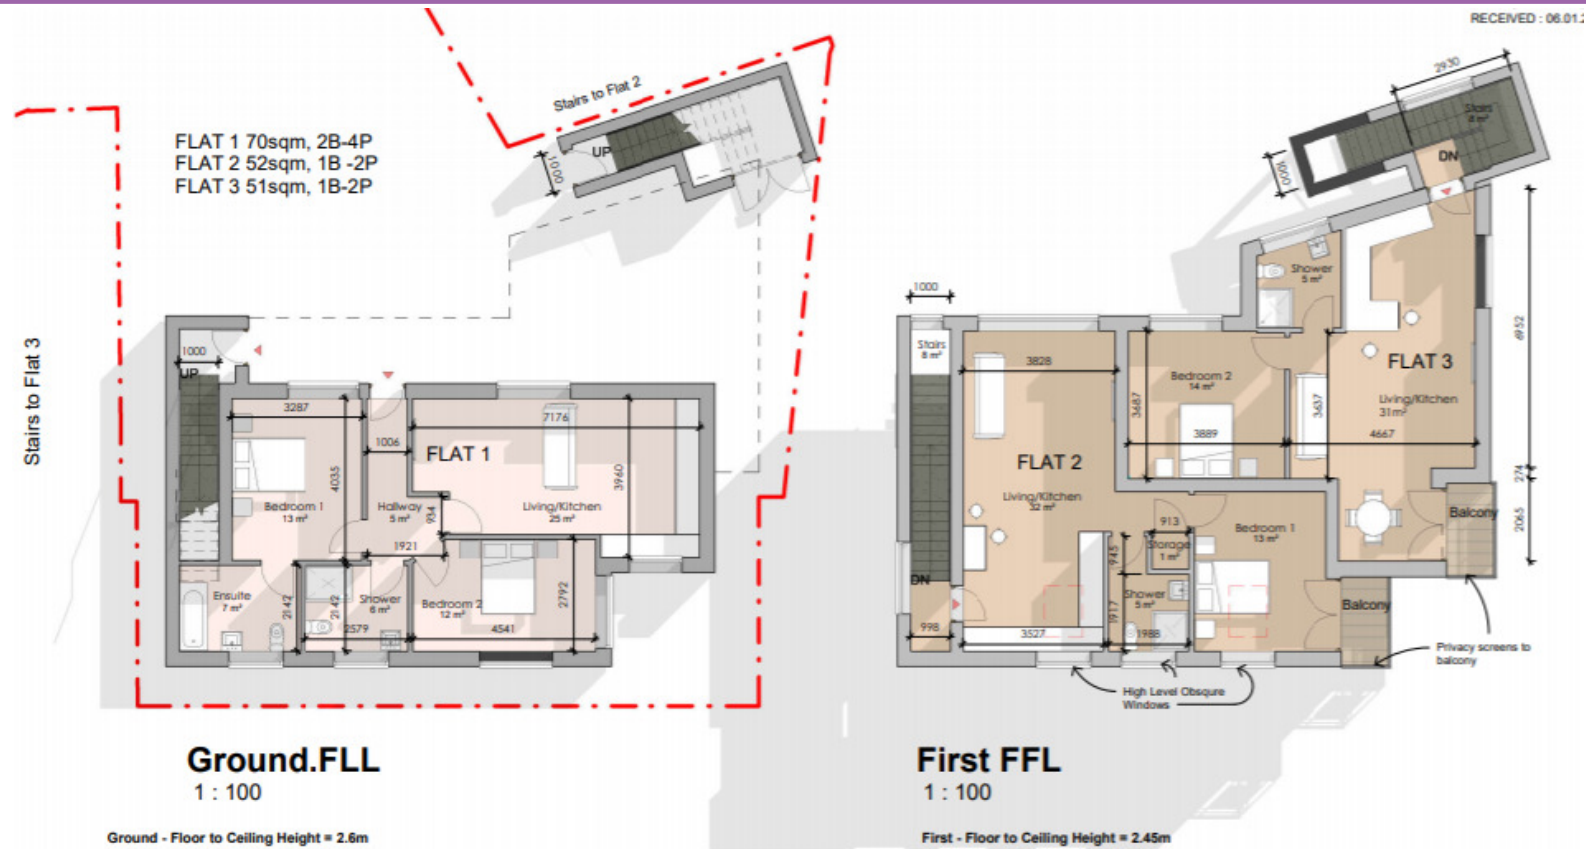 RECEIVED : 06.01.
Stairs to Flat 2
FLAT 1 70sqm, 2B-4P
FLAT 2 52sqm, 1B -2P
FLAT 3 51sqm, 1B-2P
Stairs to Flat 3
UP
1000
1000
UP
3287
1006
7176
FLAT 1
4035
3960
Bedroom 1
13 m²
Hallway
5 m²
934
Living/Kitchen
25 m²
1921
Ensuite
7 m²
2142
2142
Shower
6 m²
2579
Bedroom 2
12 m²
4541
2792
Ground.FLL
1 : 100
Ground - Floor to Ceiling Height = 2.6m
2930
Stairs
8 m²
DN
1000
Shower
5 m²
1000
Stairs
8 m²
3828
Bedroom 2
14 m²
3687
3889
3637
FLAT 3
Living/Kitchen
31m²
4667
6952
274
2065
FLAT 2
Living/Kitchen
32 m²
913
Storage
1 m²
945
Bedroom 1
13 m²
Balcony
DN
Shower
5 m²
1917
1988
998
3527
Balcony
Privacy screens to
balcony
High Level Obsqure
Windows
First FFL
1 : 100
First - Floor to Ceiling Height = 2.45m